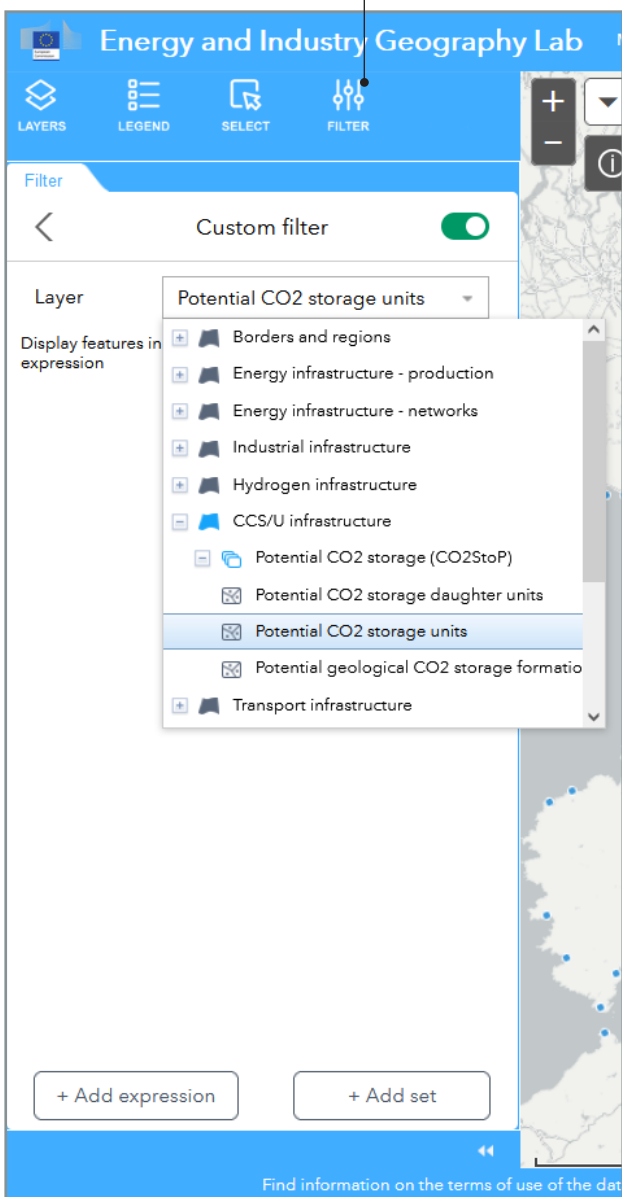 Energy and Industry Geography Lab
LAYERS
LEGEND
SELECT
FILTER
Filter
Custom filter
Layer
Potential CO2 storage units
Display features in
expression
Borders and regions
Energy infrastructure - production
Energy infrastructure - networks
Industrial infrastructure
Hydrogen infrastructure
CCS/U infrastructure
Potential CO2 storage (CO2StoP)
Potential CO2 storage daughter units
Potential CO2 storage units
Potential geological CO2 storage formatio
Transport infrastructure
+ Add expression
+ Add set
Find information on the terms of use of the dat